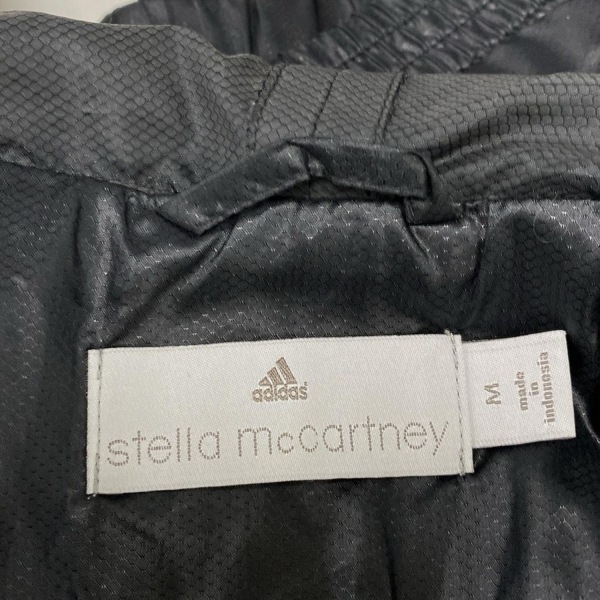 adidas
stella mccartney
M
made
in
indonesia